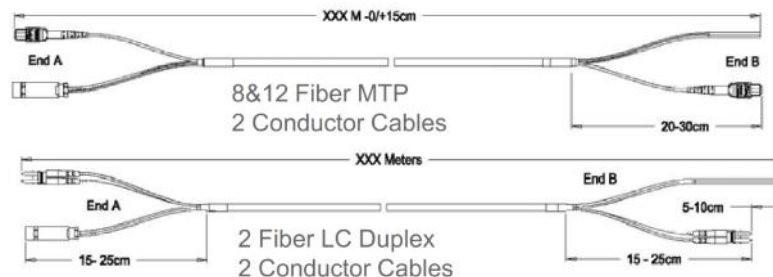 XXX M -0/+15cm
End A
End B
8&12 Fiber MTP
2 Conductor Cables
20-30cm
XXX Meters
End B
End A
5-10cm
2 Fiber LC Duplex
15- 25cm
15 - 25cm
2 Conductor Cables